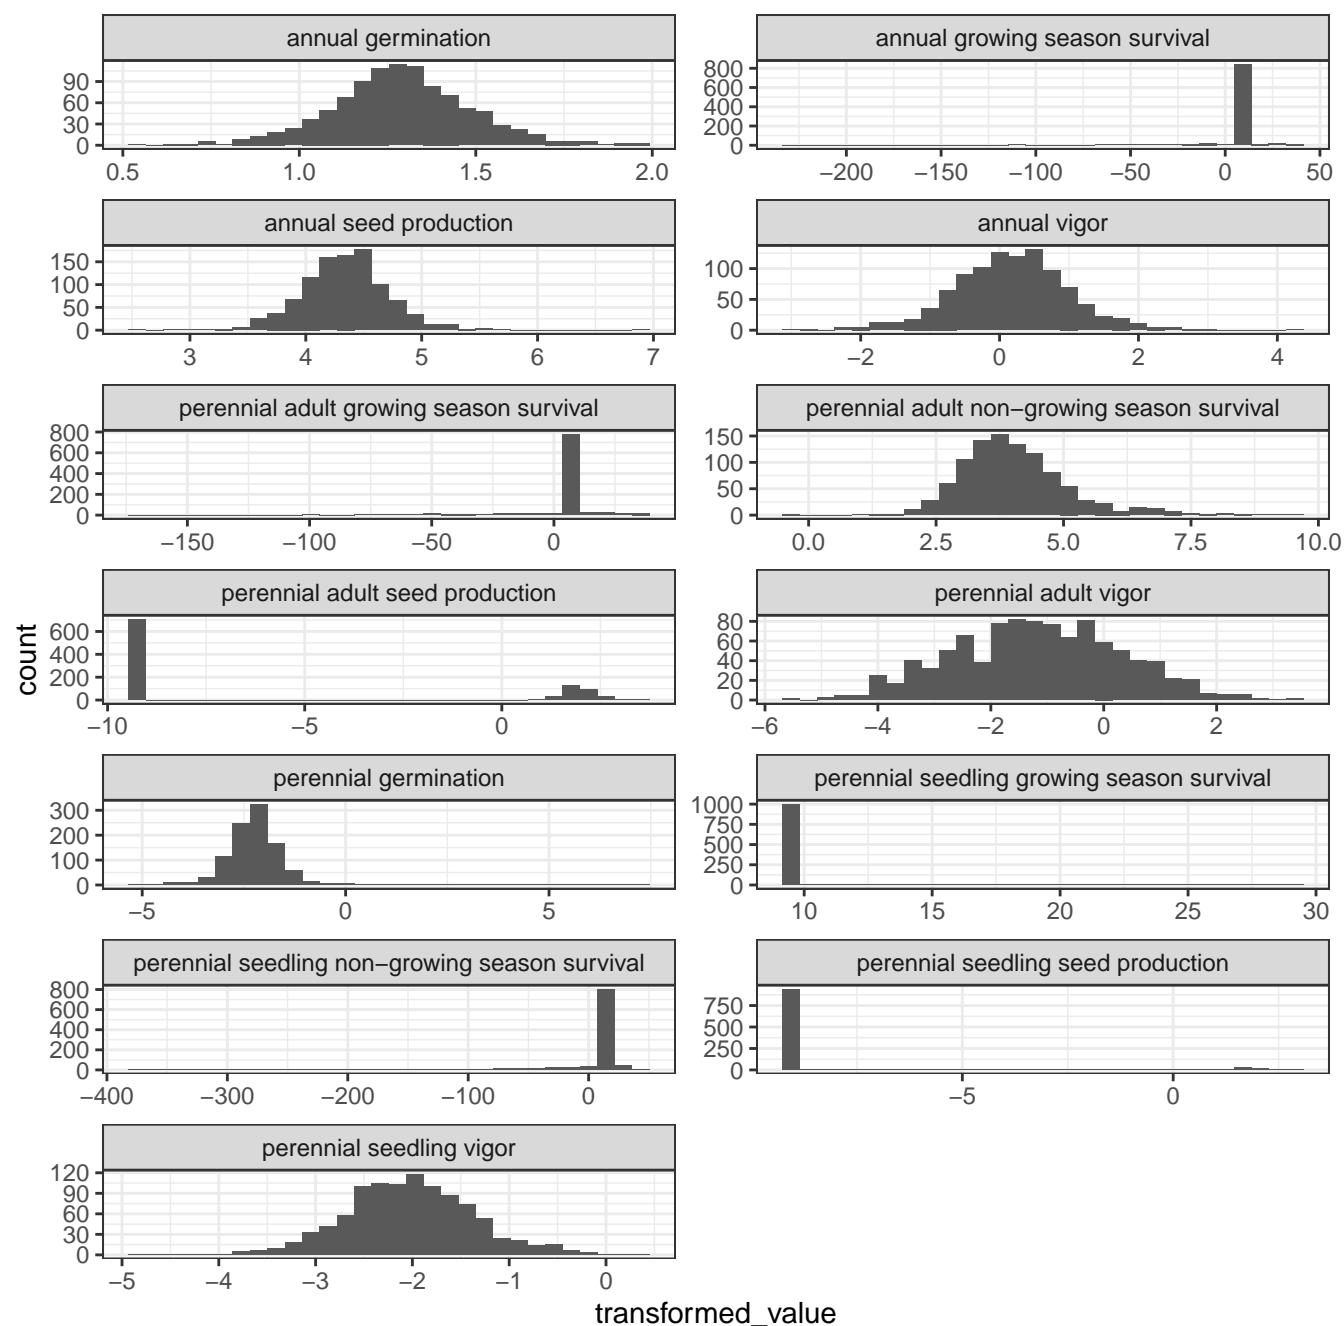 annual germination
90
60
30
0
0.5 1.0 1.5 2.0
annual growing season survival
800
600
400
200
0
−200 −150 −100 −50 0 50
annual seed production
150
100
50
0
3 4 5 6 7
annual vigor
100
50
0
−2 0 2 4
perennial adult growing season survival
800
600
400
200
0
−150 −100 −50 0
perennial adult non−growing season survival
150
100
50
0
0.0 2.5 5.0 7.5 10.0
perennial adult seed production
600
400
200
0
−10 −5 0
perennial adult vigor
80
60
40
20
0
−6 −4 −2 0 2
perennial germination
300
200
100
0
−5 0 5
perennial seedling growing season survival
1000
750
500
250
0
10 15 20 25 30
perennial seedling non−growing season survival
800
600
400
200
0
−400 −300 −200 −100 0
perennial seedling seed production
750
500
250
0
−5 0
perennial seedling vigor
120
90
60
30
0
−5 −4 −3 −2 −1 0
count
transformed_value